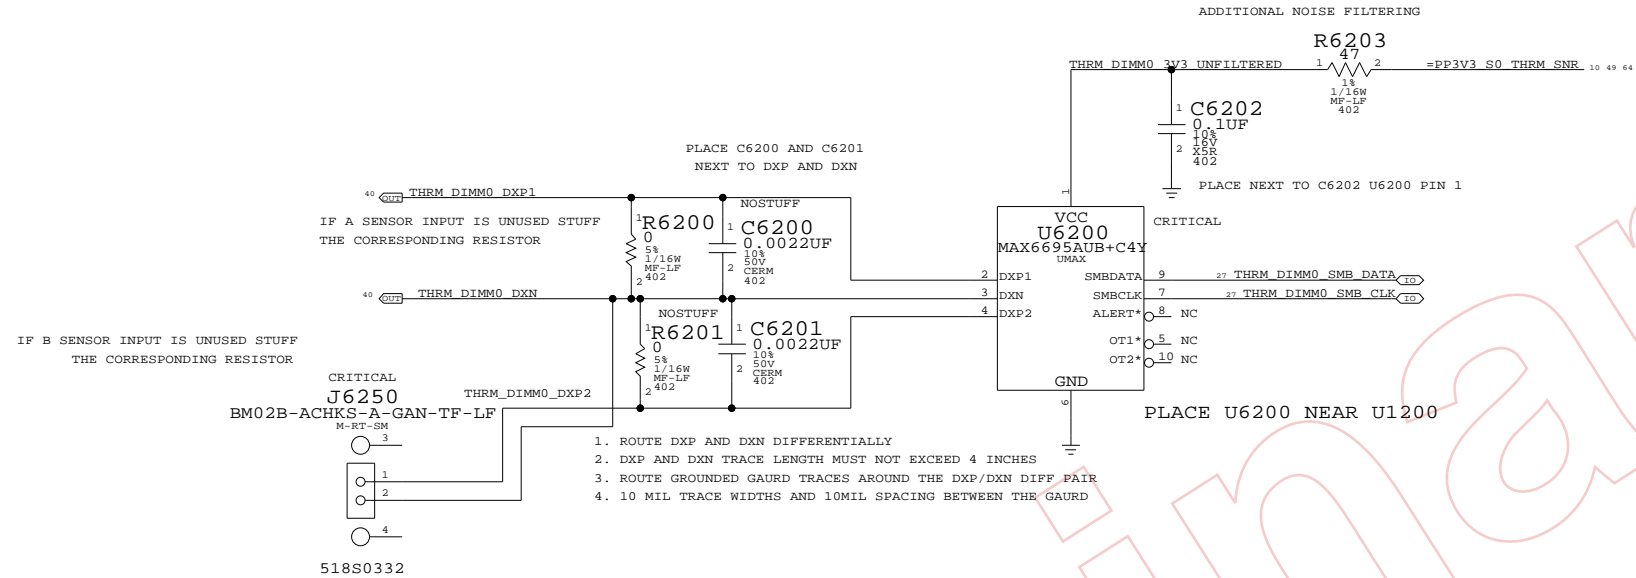 ADDITIONAL NOISE FILTERING
R6203
47
THRM_DIMM0_3V3_UNFILTERED
1
2
=PP3V3_S0_THRM_SNR
10 49 64
1%
1/16W
MF-LF
402
1
C6202
0.1UF
10%
16V
X5R
402
2
PLACE NEXT TO C6202 U6200 PIN 1
PLACE C6200 AND C6201
NEXT TO DXP AND DXN
40
OUT
THRM_DIMM0_DXP1
IF A SENSOR INPUT IS UNUSED STUFF
THE CORRESPONDING RESISTOR
1
R6200
0
5%
1/16W
MF-LF
402
2
NOSTUFF
1
C6200
0.0022UF
10%
50V
CERM
402
2
40
OUT
THRM_DIMM0_DXN
1
VCC
U6200
MAX6695AUB+C4Y
UMAX
CRITICAL
2
DXP1
3
DXN
4
DXP2
SMBDATA
9
27
THRM_DIMM0_SMB_DATA
IO
SMBCLK
7
27
THRM_DIMM0_SMB_CLK
IO
ALERT*
8
NC
OT1*
5
NC
OT2*
10
NC
GND
6
PLACE U6200 NEAR U1200
NOSTUFF
1
R6201
0
5%
1/16W
MF-LF
402
2
1
C6201
0.0022UF
10%
50V
CERM
402
2
IF B SENSOR INPUT IS UNUSED STUFF
THE CORRESPONDING RESISTOR
CRITICAL
J6250
BM02B-ACHKS-A-GAN-TF-LF
M-RT-SM
THRM_DIMM0_DXP2
3
1
2
4
518S0332
1. ROUTE DXP AND DXN DIFFERENTIALLY
2. DXP AND DXN TRACE LENGTH MUST NOT EXCEED 4 INCHES
3. ROUTE GROUNDED GAURD TRACES AROUND THE DXP/DXN DIFF PAIR
4. 10 MIL TRACE WIDTHS AND 10MIL SPACING BETWEEN THE GAURD
ina